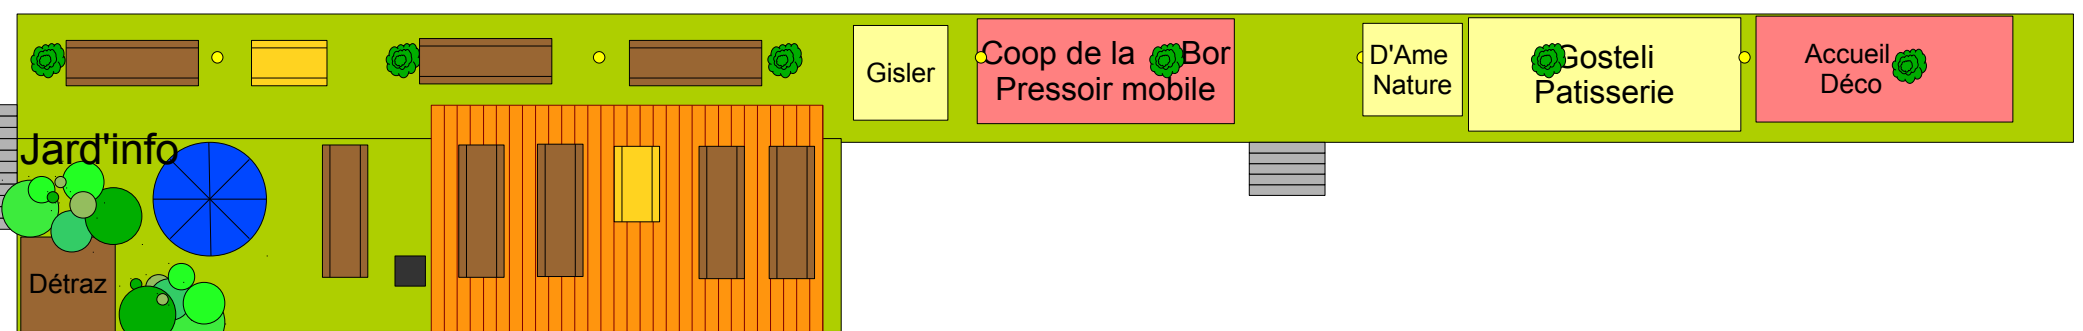 Gisler
Coop de la Bor
Pressoir mobile
D'Ame
Nature
Gosteli
Patisserie
Accueil
Déco
Jard'info
Détraz